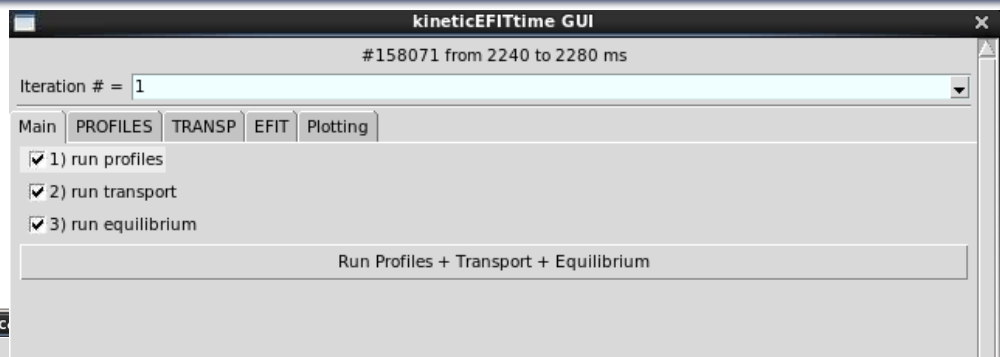 kineticEFITtime GUI
#158071 from 2240 to 2280 ms
Iteration # = 1
Main PROFILES TRANSP EFIT Plotting
1) run profiles
2) run transport
3) run equilibrium
Run Profiles + Transport + Equilibrium